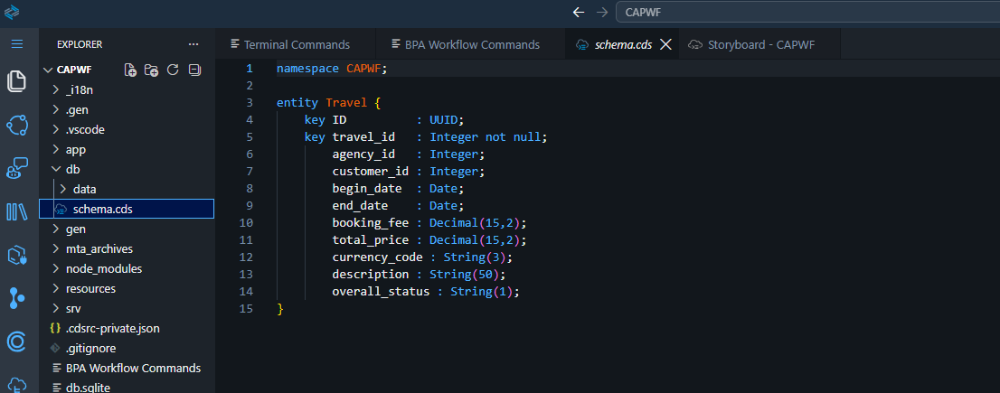 CAPWF
EXPLORER ···
Terminal Commands BPA Workflow Commands schema.cds Storyboard - CAPWF
CAPWF
_i18n
.gen
.vscode
app
db
data
schema.cds
gen
mta_archives
node_modules
resources
srv
{ } .cdsrc-private.json
.gitignore
BPA Workflow Commands
db.sqlite
1 namespace CAPWF;
2
3 entity Travel {
4 key ID : UUID;
5 key travel_id : Integer not null;
6 agency_id : Integer;
7 customer_id : Integer;
8 begin_date : Date;
9 end_date : Date;
10 booking_fee : Decimal(15,2);
11 total_price : Decimal(15,2);
12 currency_code : String(3);
13 description : String(50);
14 overall_status : String(1);
15 }